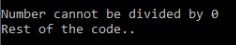 Number cannot be divided by 0
Rest of the code..